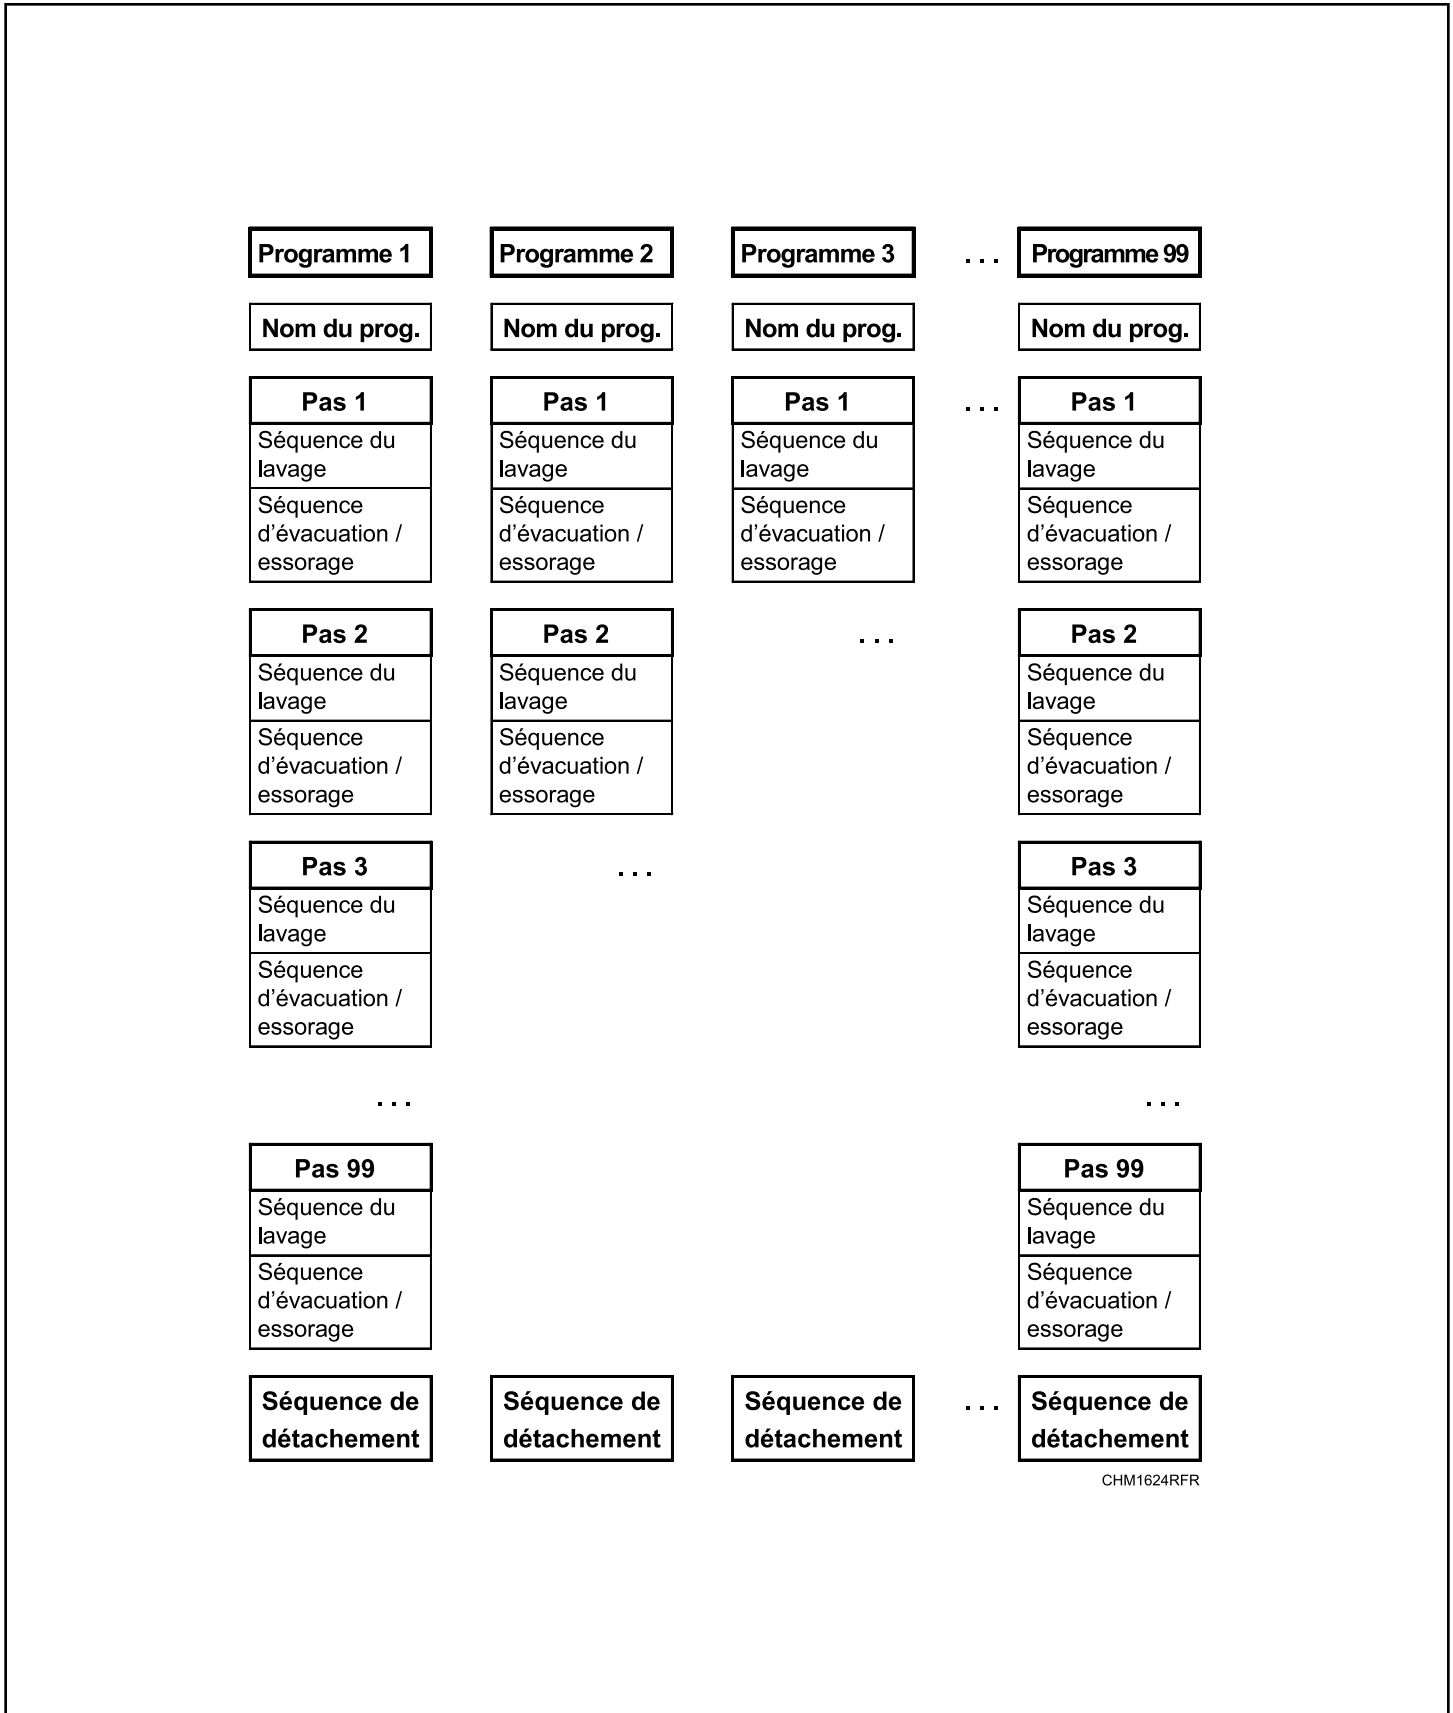 Programme 1 Programme 2 Programme 3 ... Programme 99
Nom du prog. Nom du prog. Nom du prog. Nom du prog.
Pas 1 Pas 1 Pas 1 ... Pas 1
Séquence du Séquence du Séquence du Séquence du
lavage lavage lavage lavage
Séquence Séquence Séquence Séquence
d’évacuation / d’évacuation / d’évacuation / d’évacuation /
essorage essorage essorage essorage
Pas 2 Pas 2 ... Pas 2
Séquence du Séquence du Séquence du
lavage lavage lavage
Séquence Séquence Séquence
d’évacuation / d’évacuation / d’évacuation /
essorage essorage essorage
Pas 3 ... Pas 3
Séquence du Séquence du
lavage lavage
Séquence Séquence
d’évacuation / d’évacuation /
essorage essorage
... ...
Pas 99 Pas 99
Séquence du Séquence du
lavage lavage
Séquence Séquence
d’évacuation / d’évacuation /
essorage essorage
Séquence de Séquence de Séquence de ... Séquence de
détachement détachement détachement détachement
CHM1624RFR